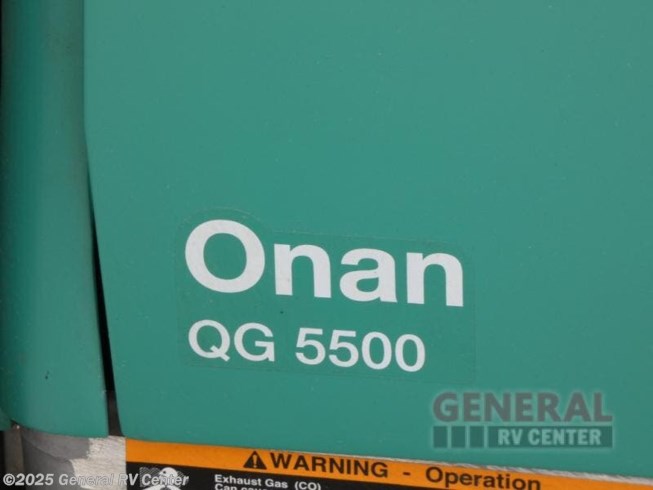 Onan
QG 5500
GENERAL
RV CENTER
WARNING - Operation
Exhaust Gas (CO)
©2025 General RV Center